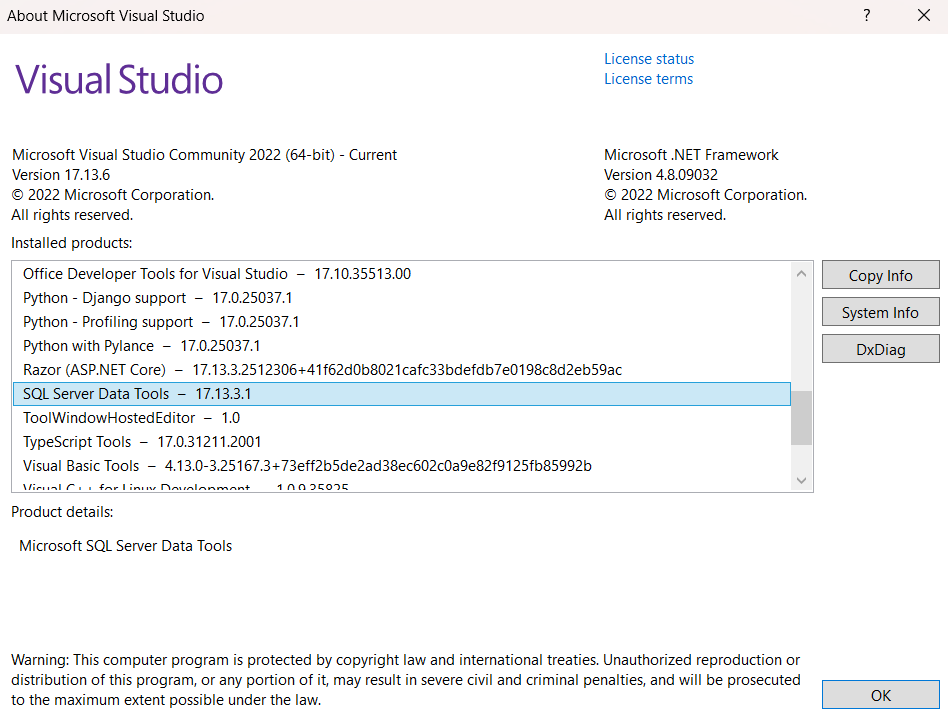 About Microsoft Visual Studio
?
Visual Studio
License status
License terms
Microsoft Visual Studio Community 2022 (64-bit) - Current
Version 17.13.6
© 2022 Microsoft Corporation.
All rights reserved.
Microsoft .NET Framework
Version 4.8.09032
© 2022 Microsoft Corporation.
All rights reserved.
Installed products:
Office Developer Tools for Visual Studio – 17.10.35513.00
Python - Django support – 17.0.25037.1
Python - Profiling support – 17.0.25037.1
Python with Pylance – 17.0.25037.1
Razor (ASP.NET Core) – 17.13.3.2512306+41f62d0b8021cafc33bdefdb7e0198c8d2eb59ac
SQL Server Data Tools – 17.13.3.1
ToolWindowHostedEditor – 1.0
TypeScript Tools – 17.0.31211.2001
Visual Basic Tools – 4.13.0-3.25167.3+73eff2b5de2ad38ec602c0a9e82f9125fb85992b
Visual C++ for Linux Development – 1.0.9.35825
Copy Info
System Info
DxDiag
Product details:
Microsoft SQL Server Data Tools
Warning: This computer program is protected by copyright law and international treaties. Unauthorized reproduction or
distribution of this program, or any portion of it, may result in severe civil and criminal penalties, and will be prosecuted
to the maximum extent possible under the law.
OK